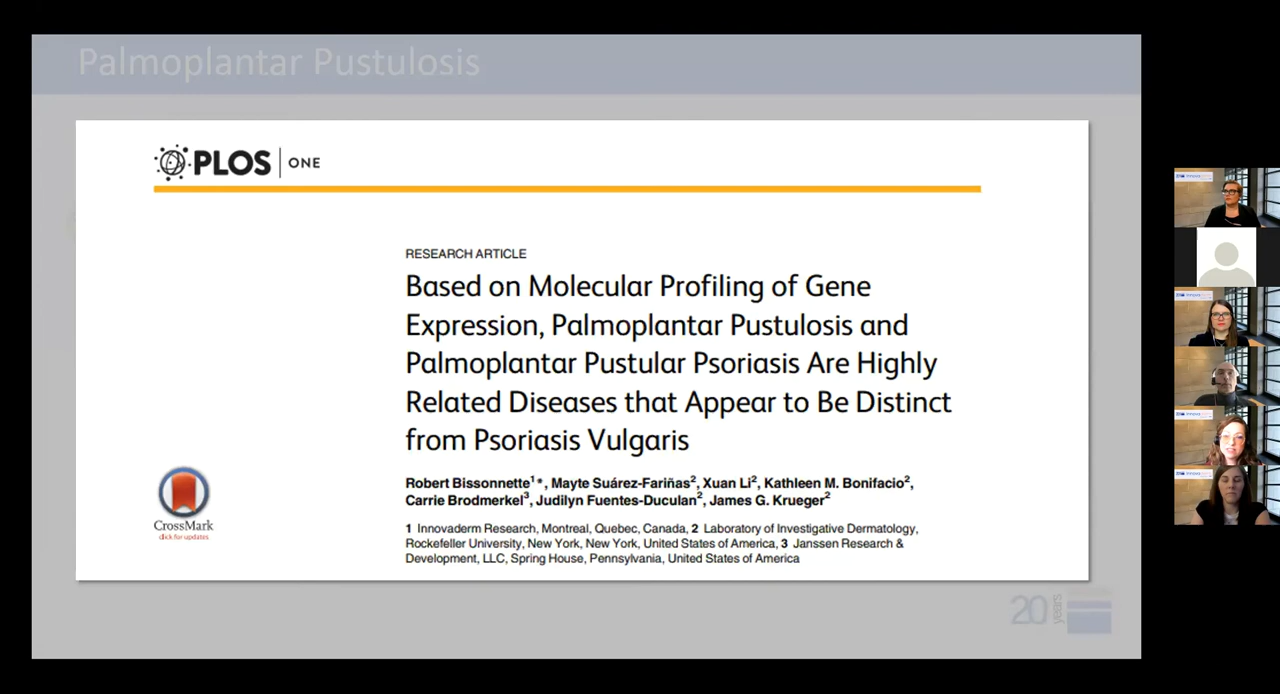 Palmoplantar Pustulosis
PLOS | ONE
RESEARCH ARTICLE
Based on Molecular Profiling of Gene
Expression, Palmoplantar Pustulosis and
Palmoplantar Pustular Psoriasis Are Highly
Related Diseases that Appear to Be Distinct
from Psoriasis Vulgaris
Robert Bissonnette1*, Mayte Suárez-Fariñas2, Xuan Li2, Kathleen M. Bonifacio2,
Carrie Brodmerkel3, Judilyn Fuentes-Duculan2, James G. Krueger2
CrossMark
click for updates
1 Innovaderm Research, Montreal, Quebec, Canada, 2 Laboratory of Investigative Dermatology,
Rockefeller University, New York, New York, United States of America, 3 Janssen Research &
Development, LLC, Spring House, Pennsylvania, United States of America
20 years